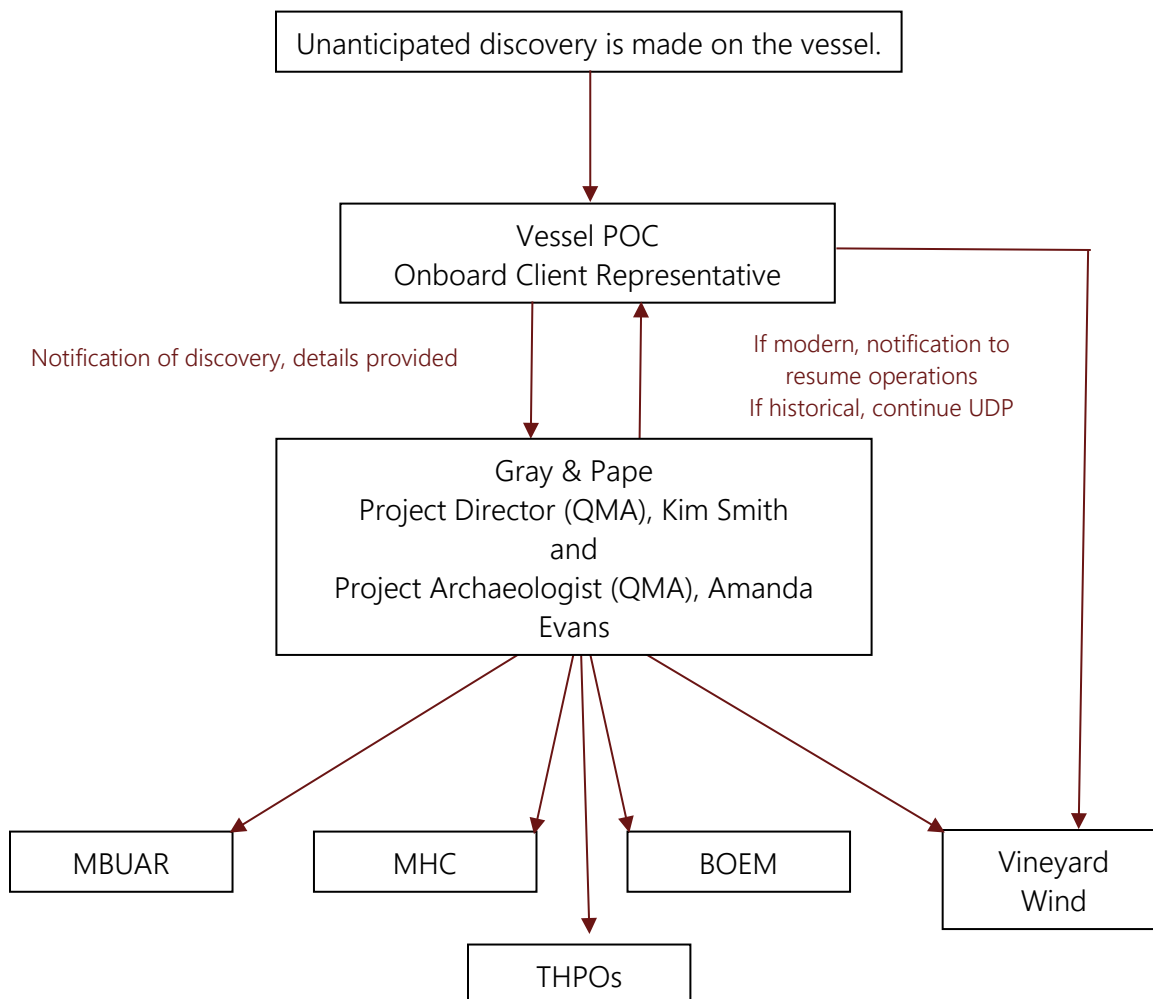 Unanticipated discovery is made on the vessel.
Vessel POC
Onboard Client Representative
Notification of discovery, details provided
If modern, notification to
resume operations
If historical, continue UDP
Gray & Pape
Project Director (QMA), Kim Smith
and
Project Archaeologist (QMA), Amanda
Evans
MBUAR
MHC
BOEM
Vineyard
Wind
THPOs